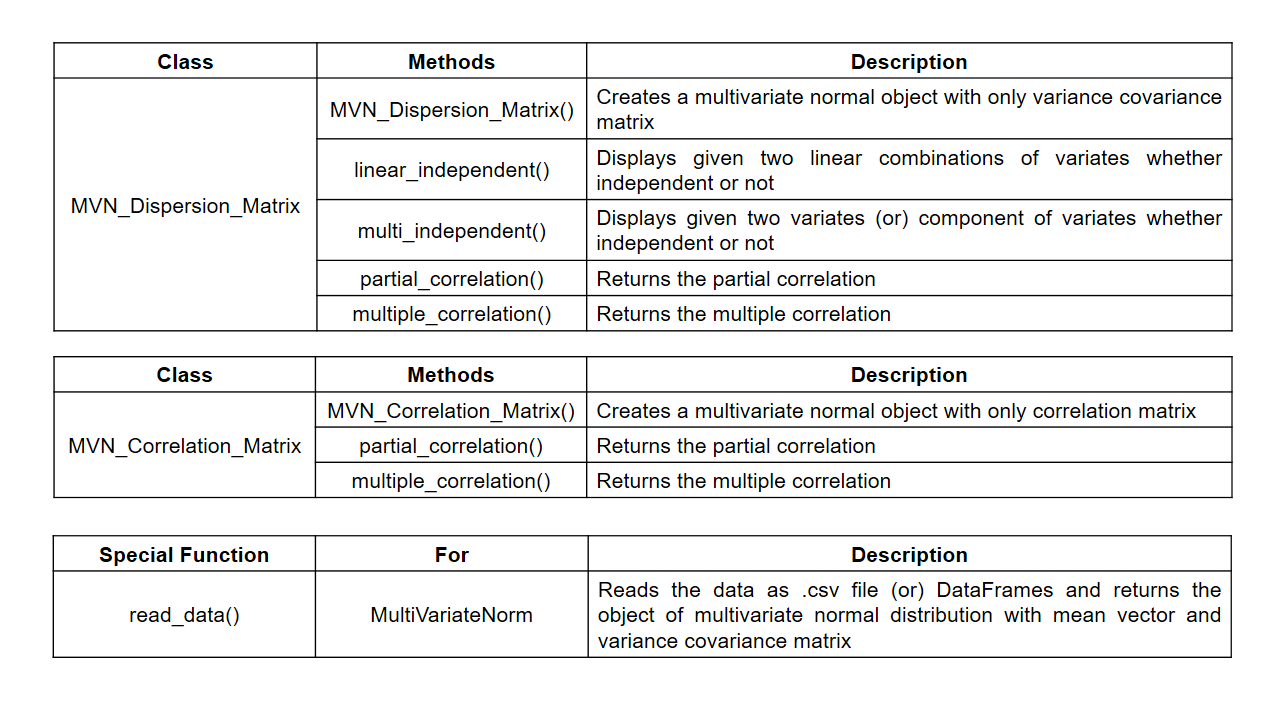 Class Methods Description
MVN_Dispersion_Matrix
MVN_Dispersion_Matrix()
Creates a multivariate normal object with only variance covariance
matrix
linear_independent()
Displays given two linear combinations of variates whether
independent or not
multi_independent()
Displays given two variates (or) component of variates whether
independent or not
partial_correlation() Returns the partial correlation
multiple_correlation() Returns the multiple correlation
Class Methods Description
MVN_Correlation_Matrix
MVN_Correlation_Matrix() Creates a multivariate normal object with only correlation matrix
partial_correlation() Returns the partial correlation
multiple_correlation() Returns the multiple correlation
Special Function For Description
read_data() MultiVariateNorm
Reads the data as .csv file (or) DataFrames and returns the
object of multivariate normal distribution with mean vector and
variance covariance matrix